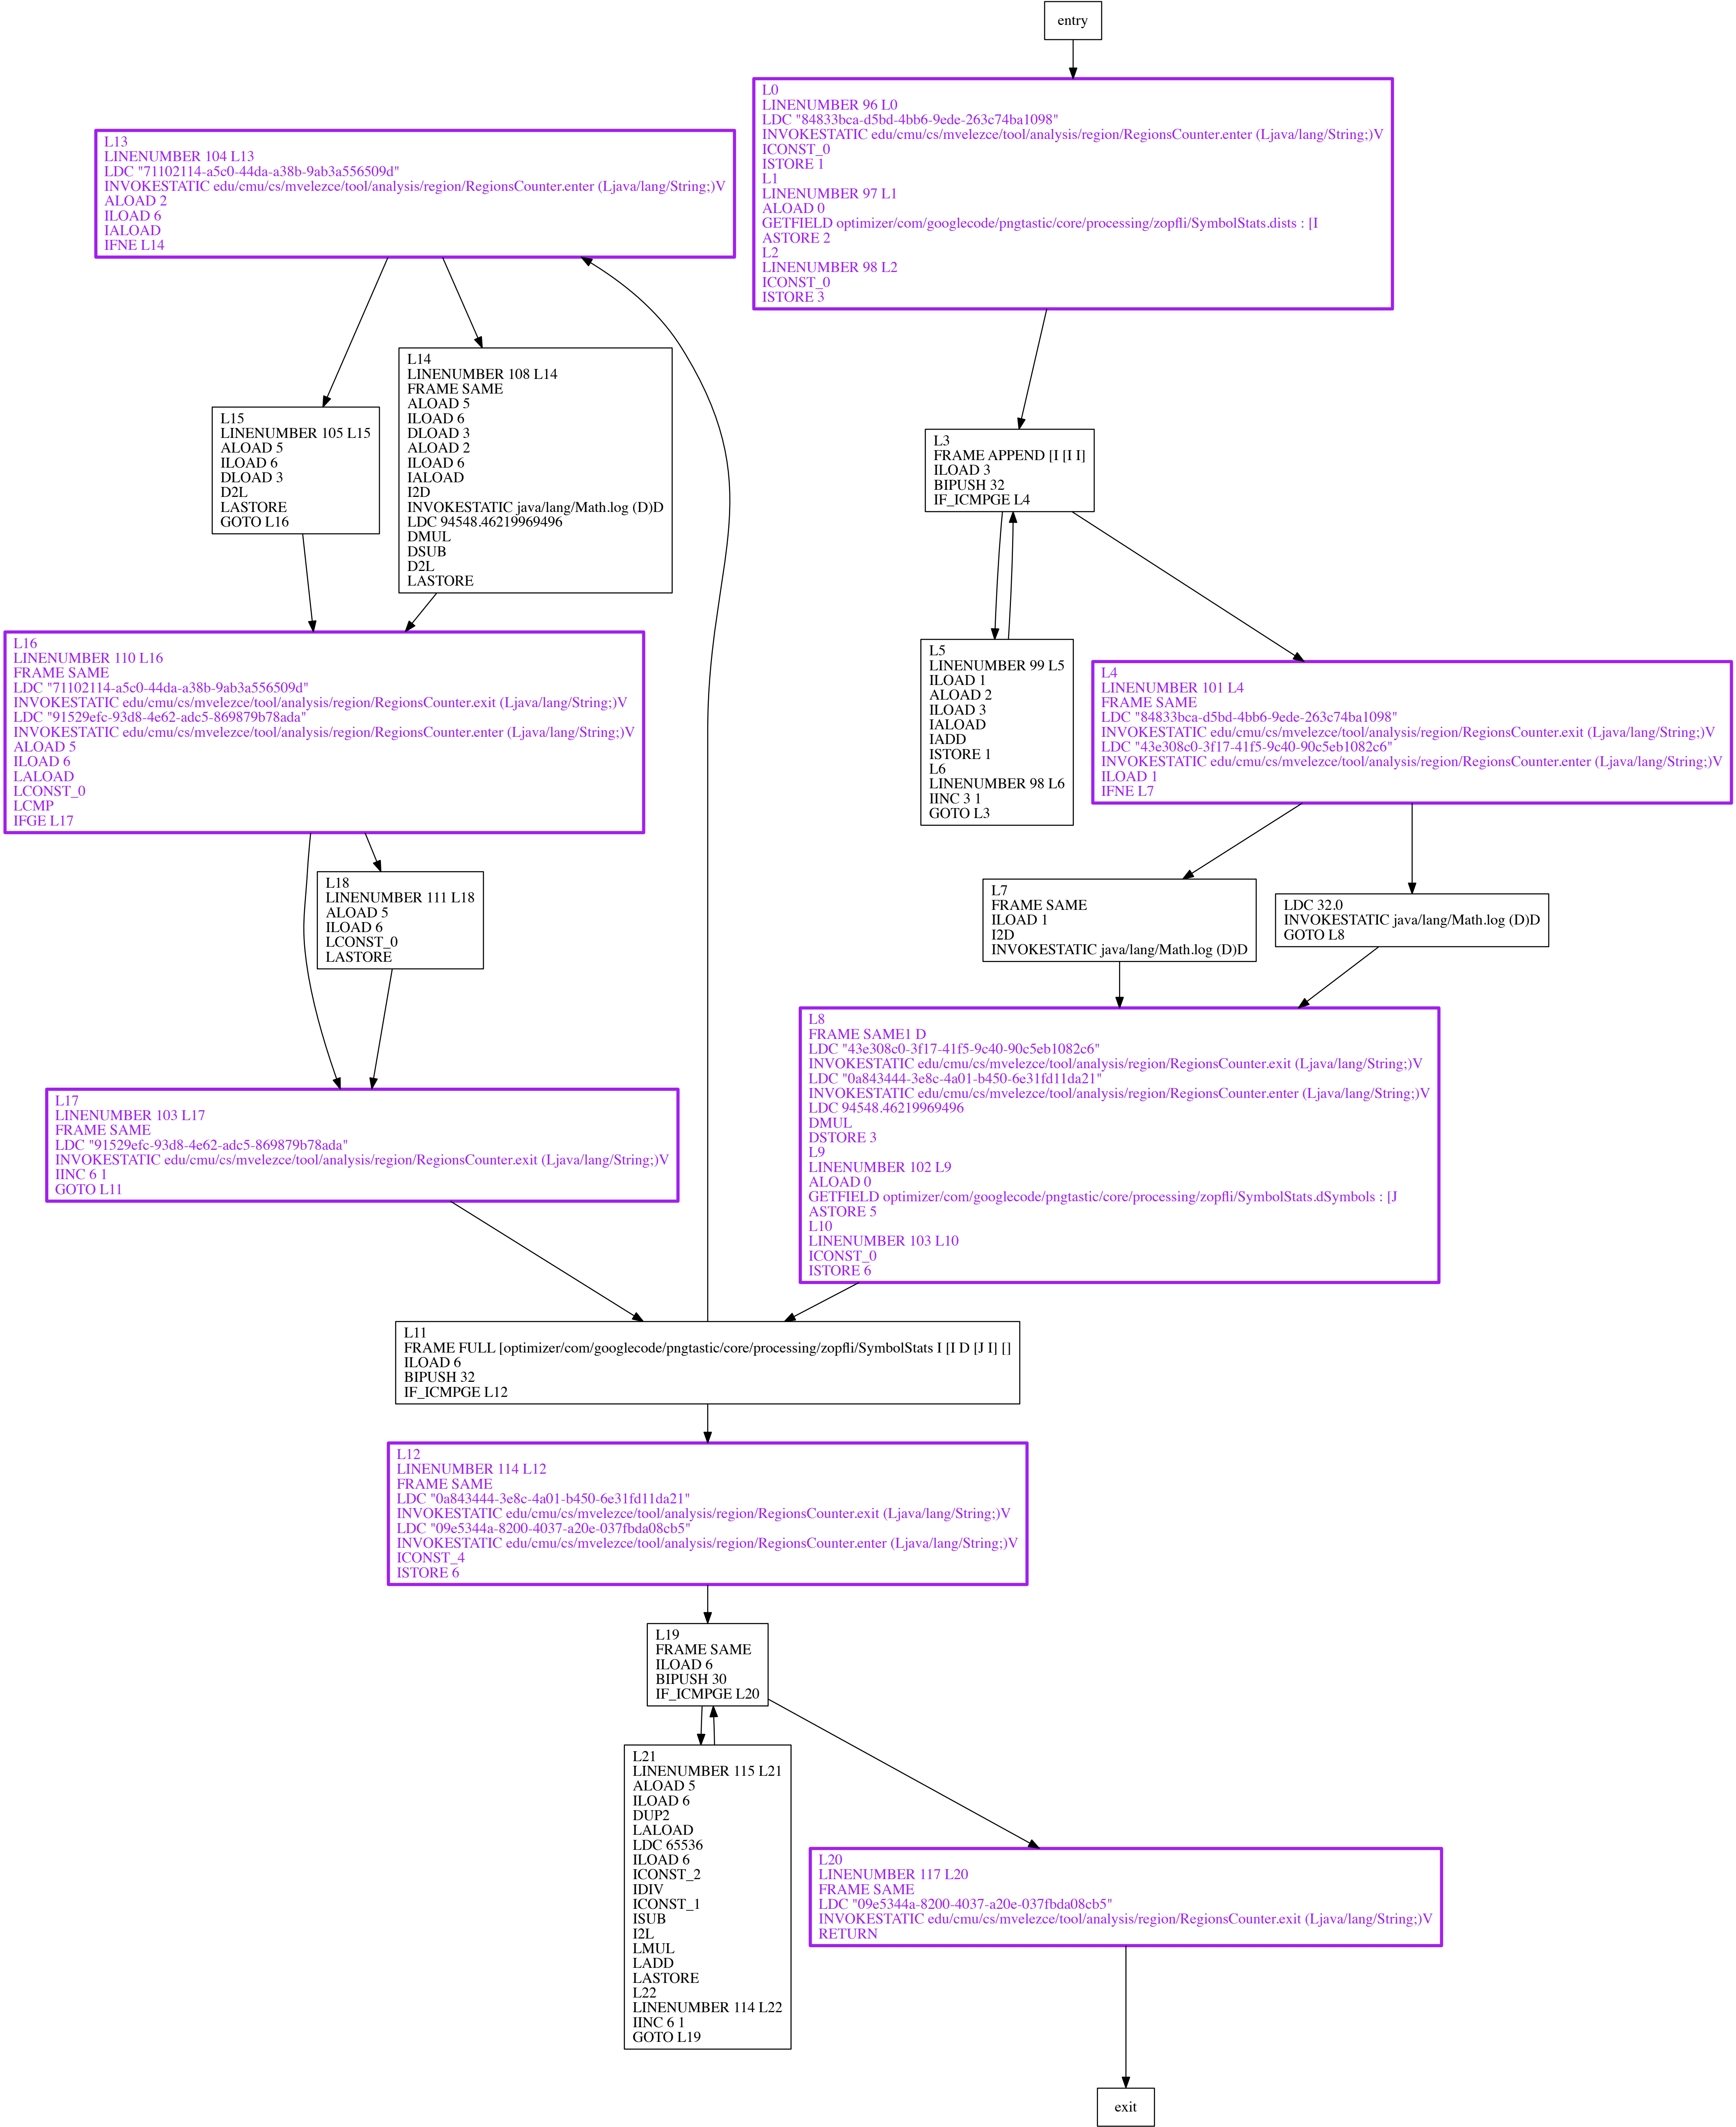 entry
L0
LINENUMBER 96 L0
LDC "84833bca-d5bd-4bb6-9ede-263c74ba1098"
INVOKESTATIC edu/cmu/cs/mvelezce/tool/analysis/region/RegionsCounter.enter (Ljava/lang/String;)V
ICONST_0
ISTORE 1
L1
LINENUMBER 97 L1
ALOAD 0
GETFIELD optimizer/com/googlecode/pngtastic/core/processing/zopfli/SymbolStats.dists : [I
ASTORE 2
L2
LINENUMBER 98 L2
ICONST_0
ISTORE 3
L13
LINENUMBER 104 L13
LDC "71102114-a5c0-44da-a38b-9ab3a556509d"
INVOKESTATIC edu/cmu/cs/mvelezce/tool/analysis/region/RegionsCounter.enter (Ljava/lang/String;)V
ALOAD 2
ILOAD 6
IALOAD
IFNE L14
L14
LINENUMBER 108 L14
FRAME SAME
ALOAD 5
ILOAD 6
DLOAD 3
ALOAD 2
ILOAD 6
IALOAD
I2D
INVOKESTATIC java/lang/Math.log (D)D
LDC 94548.46219969496
DMUL
DSUB
D2L
LASTORE
L15
LINENUMBER 105 L15
ALOAD 5
ILOAD 6
DLOAD 3
D2L
LASTORE
GOTO L16
L3
FRAME APPEND [I [I I]
ILOAD 3
BIPUSH 32
IF_ICMPGE L4
L16
LINENUMBER 110 L16
FRAME SAME
LDC "71102114-a5c0-44da-a38b-9ab3a556509d"
INVOKESTATIC edu/cmu/cs/mvelezce/tool/analysis/region/RegionsCounter.exit (Ljava/lang/String;)V
LDC "91529efc-93d8-4e62-adc5-869879b78ada"
INVOKESTATIC edu/cmu/cs/mvelezce/tool/analysis/region/RegionsCounter.enter (Ljava/lang/String;)V
ALOAD 5
ILOAD 6
LALOAD
LCONST_0
LCMP
IFGE L17
L5
LINENUMBER 99 L5
ILOAD 1
ALOAD 2
ILOAD 3
IALOAD
IADD
ISTORE 1
L6
LINENUMBER 98 L6
IINC 3 1
GOTO L3
L4
LINENUMBER 101 L4
FRAME SAME
LDC "84833bca-d5bd-4bb6-9ede-263c74ba1098"
INVOKESTATIC edu/cmu/cs/mvelezce/tool/analysis/region/RegionsCounter.exit (Ljava/lang/String;)V
LDC "43e308c0-3f17-41f5-9c40-90c5eb1082c6"
INVOKESTATIC edu/cmu/cs/mvelezce/tool/analysis/region/RegionsCounter.enter (Ljava/lang/String;)V
ILOAD 1
IFNE L7
L18
LINENUMBER 111 L18
ALOAD 5
ILOAD 6
LCONST_0
LASTORE
L7
FRAME SAME
ILOAD 1
I2D
INVOKESTATIC java/lang/Math.log (D)D
LDC 32.0
INVOKESTATIC java/lang/Math.log (D)D
GOTO L8
L8
FRAME SAME1 D
LDC "43e308c0-3f17-41f5-9c40-90c5eb1082c6"
INVOKESTATIC edu/cmu/cs/mvelezce/tool/analysis/region/RegionsCounter.exit (Ljava/lang/String;)V
LDC "0a843444-3e8c-4a01-b450-6e31fd11da21"
INVOKESTATIC edu/cmu/cs/mvelezce/tool/analysis/region/RegionsCounter.enter (Ljava/lang/String;)V
LDC 94548.46219969496
DMUL
DSTORE 3
L9
LINENUMBER 102 L9
ALOAD 0
GETFIELD optimizer/com/googlecode/pngtastic/core/processing/zopfli/SymbolStats.dSymbols : [J
ASTORE 5
L10
LINENUMBER 103 L10
ICONST_0
ISTORE 6
L17
LINENUMBER 103 L17
FRAME SAME
LDC "91529efc-93d8-4e62-adc5-869879b78ada"
INVOKESTATIC edu/cmu/cs/mvelezce/tool/analysis/region/RegionsCounter.exit (Ljava/lang/String;)V
IINC 6 1
GOTO L11
L11
FRAME FULL [optimizer/com/googlecode/pngtastic/core/processing/zopfli/SymbolStats I [I D [J I] []
ILOAD 6
BIPUSH 32
IF_ICMPGE L12
L12
LINENUMBER 114 L12
FRAME SAME
LDC "0a843444-3e8c-4a01-b450-6e31fd11da21"
INVOKESTATIC edu/cmu/cs/mvelezce/tool/analysis/region/RegionsCounter.exit (Ljava/lang/String;)V
LDC "09e5344a-8200-4037-a20e-037fbda08cb5"
INVOKESTATIC edu/cmu/cs/mvelezce/tool/analysis/region/RegionsCounter.enter (Ljava/lang/String;)V
ICONST_4
ISTORE 6
L19
FRAME SAME
ILOAD 6
BIPUSH 30
IF_ICMPGE L20
L21
LINENUMBER 115 L21
ALOAD 5
ILOAD 6
DUP2
LALOAD
LDC 65536
ILOAD 6
ICONST_2
IDIV
ICONST_1
ISUB
I2L
LMUL
LADD
LASTORE
L22
LINENUMBER 114 L22
IINC 6 1
GOTO L19
L20
LINENUMBER 117 L20
FRAME SAME
LDC "09e5344a-8200-4037-a20e-037fbda08cb5"
INVOKESTATIC edu/cmu/cs/mvelezce/tool/analysis/region/RegionsCounter.exit (Ljava/lang/String;)V
RETURN
exit